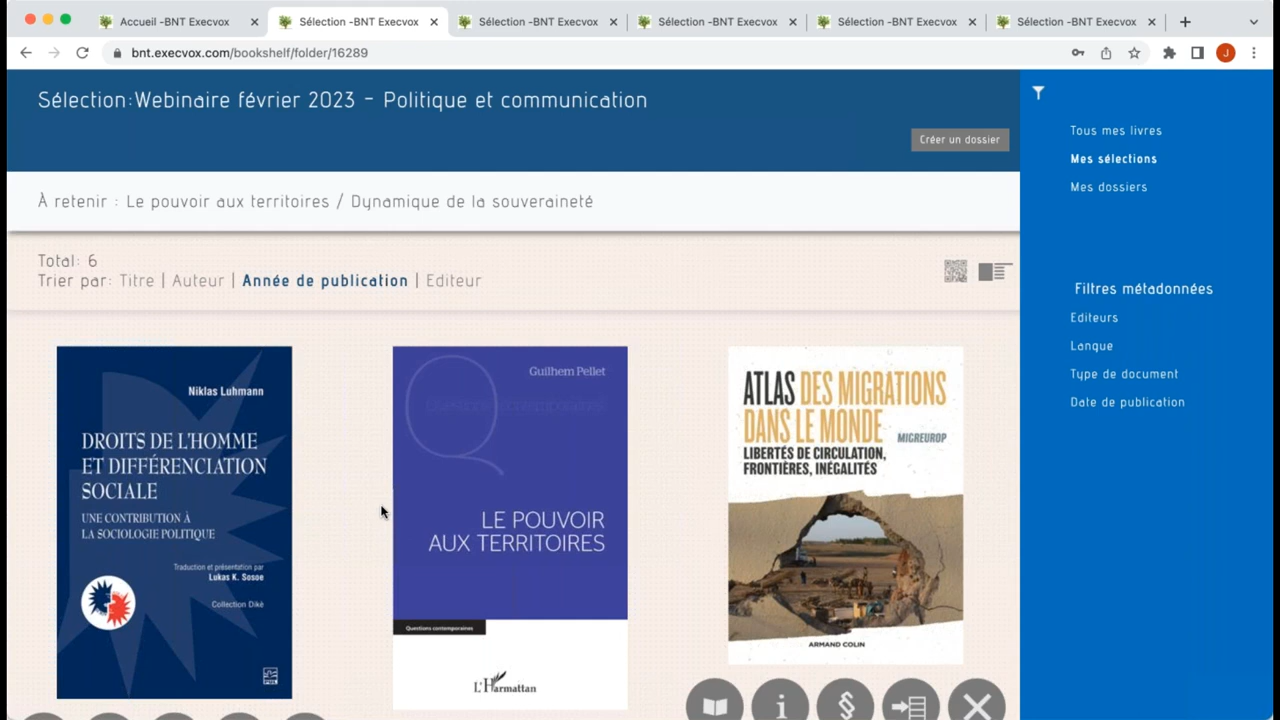 Accueil -BNT Execvox
Sélection -BNT Execvox
Sélection -BNT Execvox
Sélection -BNT Execvox
Sélection -BNT Execvox
Sélection -BNT Execvox
bnt.execvox.com/bookshelf/folder/16289
J
Sélection:Webinaire février 2023 - Politique et communication
Créer un dossier
À retenir : Le pouvoir aux territoires / Dynamique de la souveraineté
Total: 6
Trier par: Titre | Auteur | Année de publication | Editeur
Niklas Luhmann
DROITS DE L'HOMME
ET DIFFÉRENCIATION
SOCIALE
UNE CONTRIBUTION À
LA SOCIOLOGIE POLITIQUE
Traduction et présentation par
Lukas K. Sosoe
Collection Dikè
PUL
Guilhem Pellet
Questions contemporaines
LE POUVOIR
AUX TERRITOIRES
Questions contemporaines
L'Harmattan
ATLAS DES MIGRATIONS
DANS LE MONDE
MIGREUROP
LIBERTÉS DE CIRCULATION,
FRONTIÈRES, INÉGALITÉS
ARMAND COLIN
Tous mes livres
Mes sélections
Mes dossiers
Filtres métadonnées
Editeurs
Langue
Type de document
Date de publication